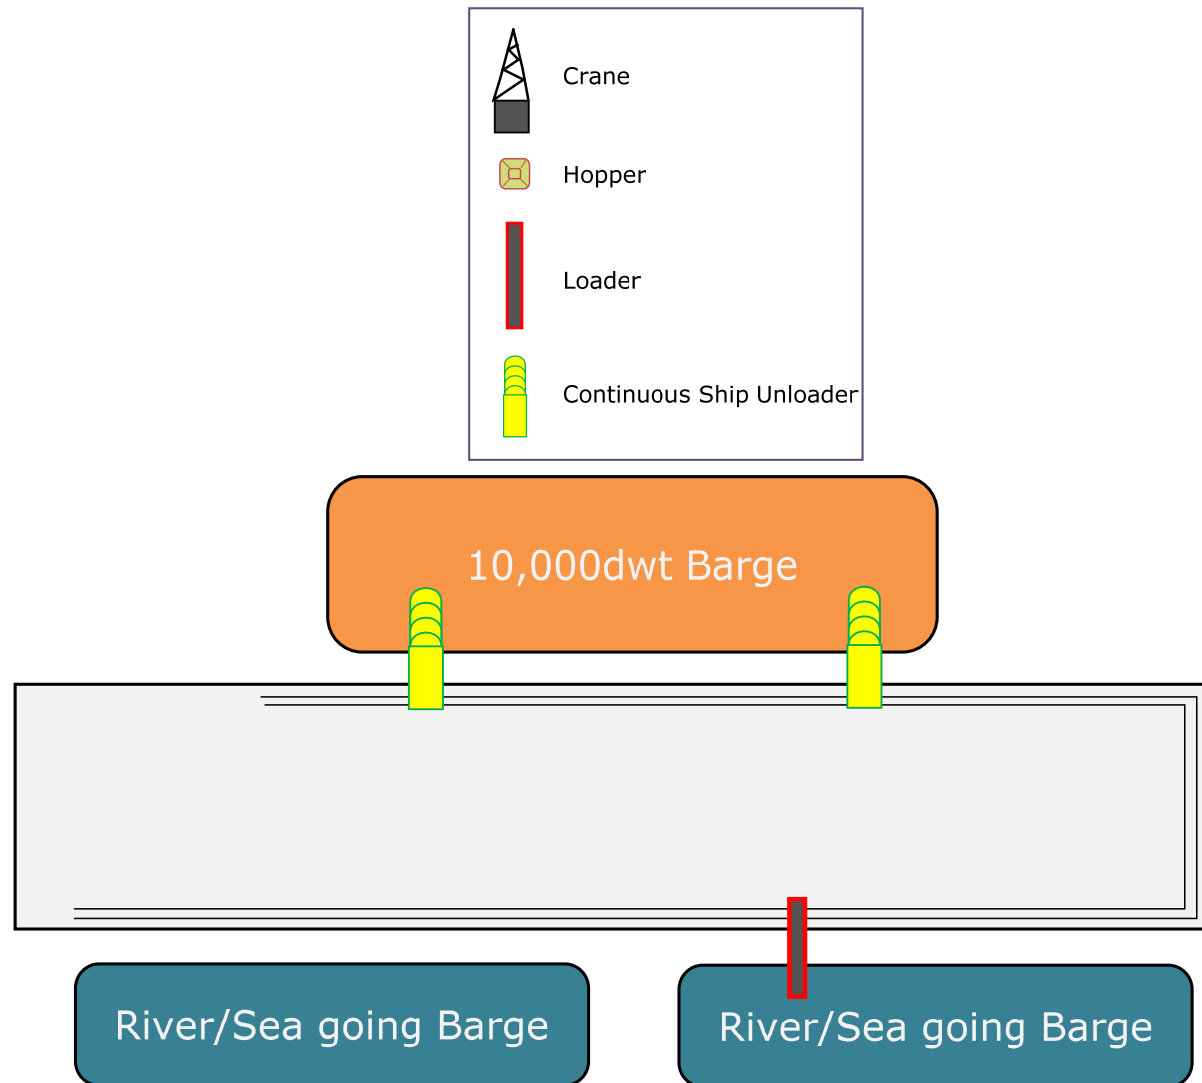 Crane
Hopper
Loader
Continuous Ship Unloader
10,000dwt Barge
River/Sea going Barge
River/Sea going Barge